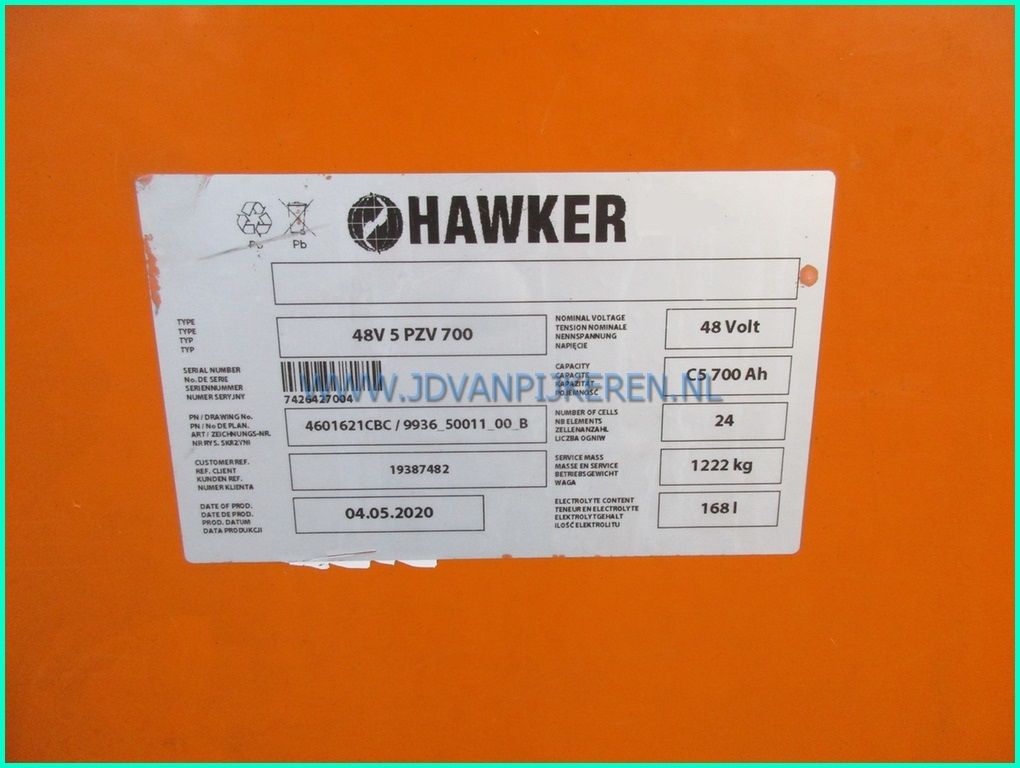 Pb Pb
HAWKER
TYPE
TYPE
TYP
TYP
48V 5 PZV 700
NOMINAL VOLTAGE
TENSION NOMINALE
NENNSPANNUNG
NAPIĘCIE
48 Volt
SERIAL NUMBER
No. DE SERIE
SERIENNUMMER
NUMER SERYJNY
7426427004
CAPACITY
CAPACITE
KAPAZITÄT
POJEMNOŚĆ
C5 700 Ah
WWW.JDVANPIJKEREN.NL
PN / DRAWING No.
PN / No DE PLAN.
ART / ZEICHNUNGS-NR.
NR RYS. SKRZYNI
4601621CBC / 9936_50011_00_B
NUMBER OF CELLS
NB ELEMENTS
ZELLENANZAHL
LICZBA OGNIW
24
CUSTOMER REF.
REF. CLIENT
KUNDEN REF.
NUMER KLIENTA
19387482
SERVICE MASS
MASSE EN SERVICE
BETRIEBSGEWICHT
WAGA
1222 kg
DATE OF PROD.
DATE DE PROD.
PROD. DATUM
DATA PRODUKCJI
04.05.2020
ELECTROLYTE CONTENT
TENEUR EN ELECTROLYTE
ELEKTROLYTGEHALT
ILOŚĆ ELEKTROLITU
168 l